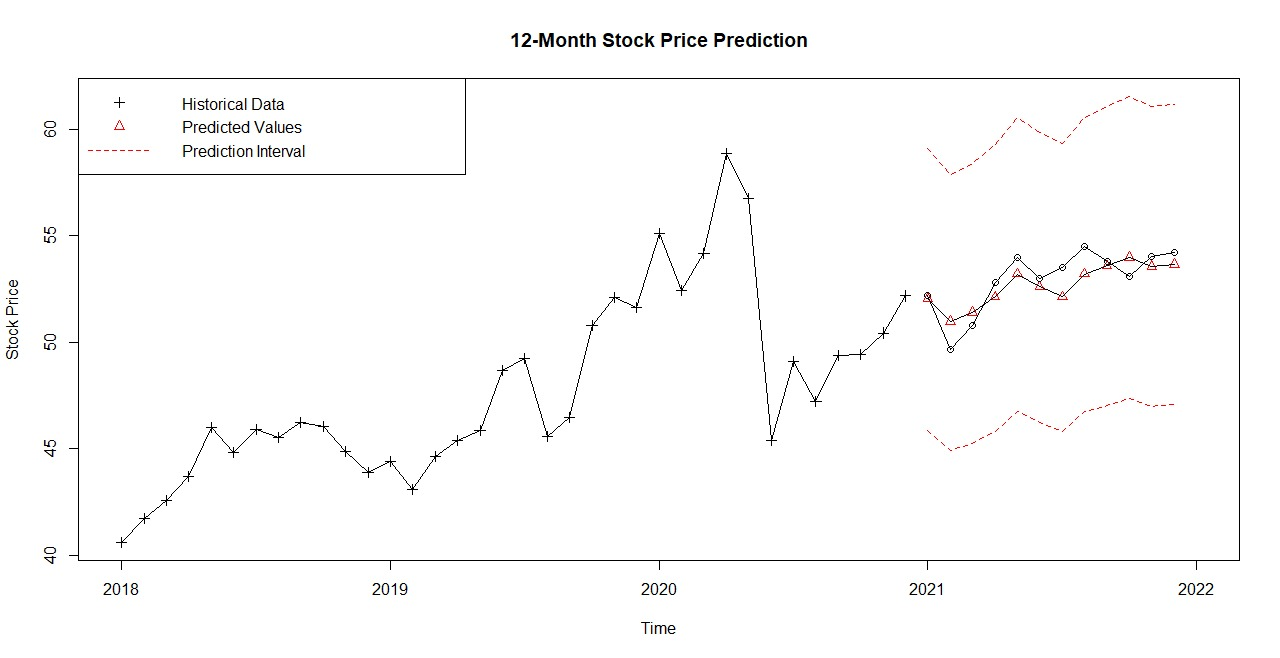 12-Month Stock Price Prediction
Historical Data
Predicted Values
Prediction Interval
Stock Price
60
55
50
45
40
2018 2019 2020 2021 2022
Time